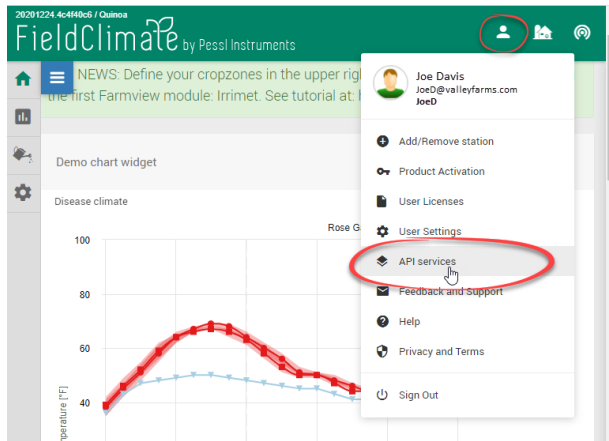 20201224.4c4f40c6 / Quinoa
FieldClimate by Pessl Instruments
NEWS: Define your cropzones in the upper rig
the first Farmview module: Irrimet. See tutorial at:
Joe Davis
JoeD@valleyfarms.com
JoeD
Add/Remove station
Product Activation
User Licenses
User Settings
API services
Feedback and Support
Help
Privacy and Terms
Sign Out
Demo chart widget
Disease climate
Rose G
100
80
60
40
mperature [°F]